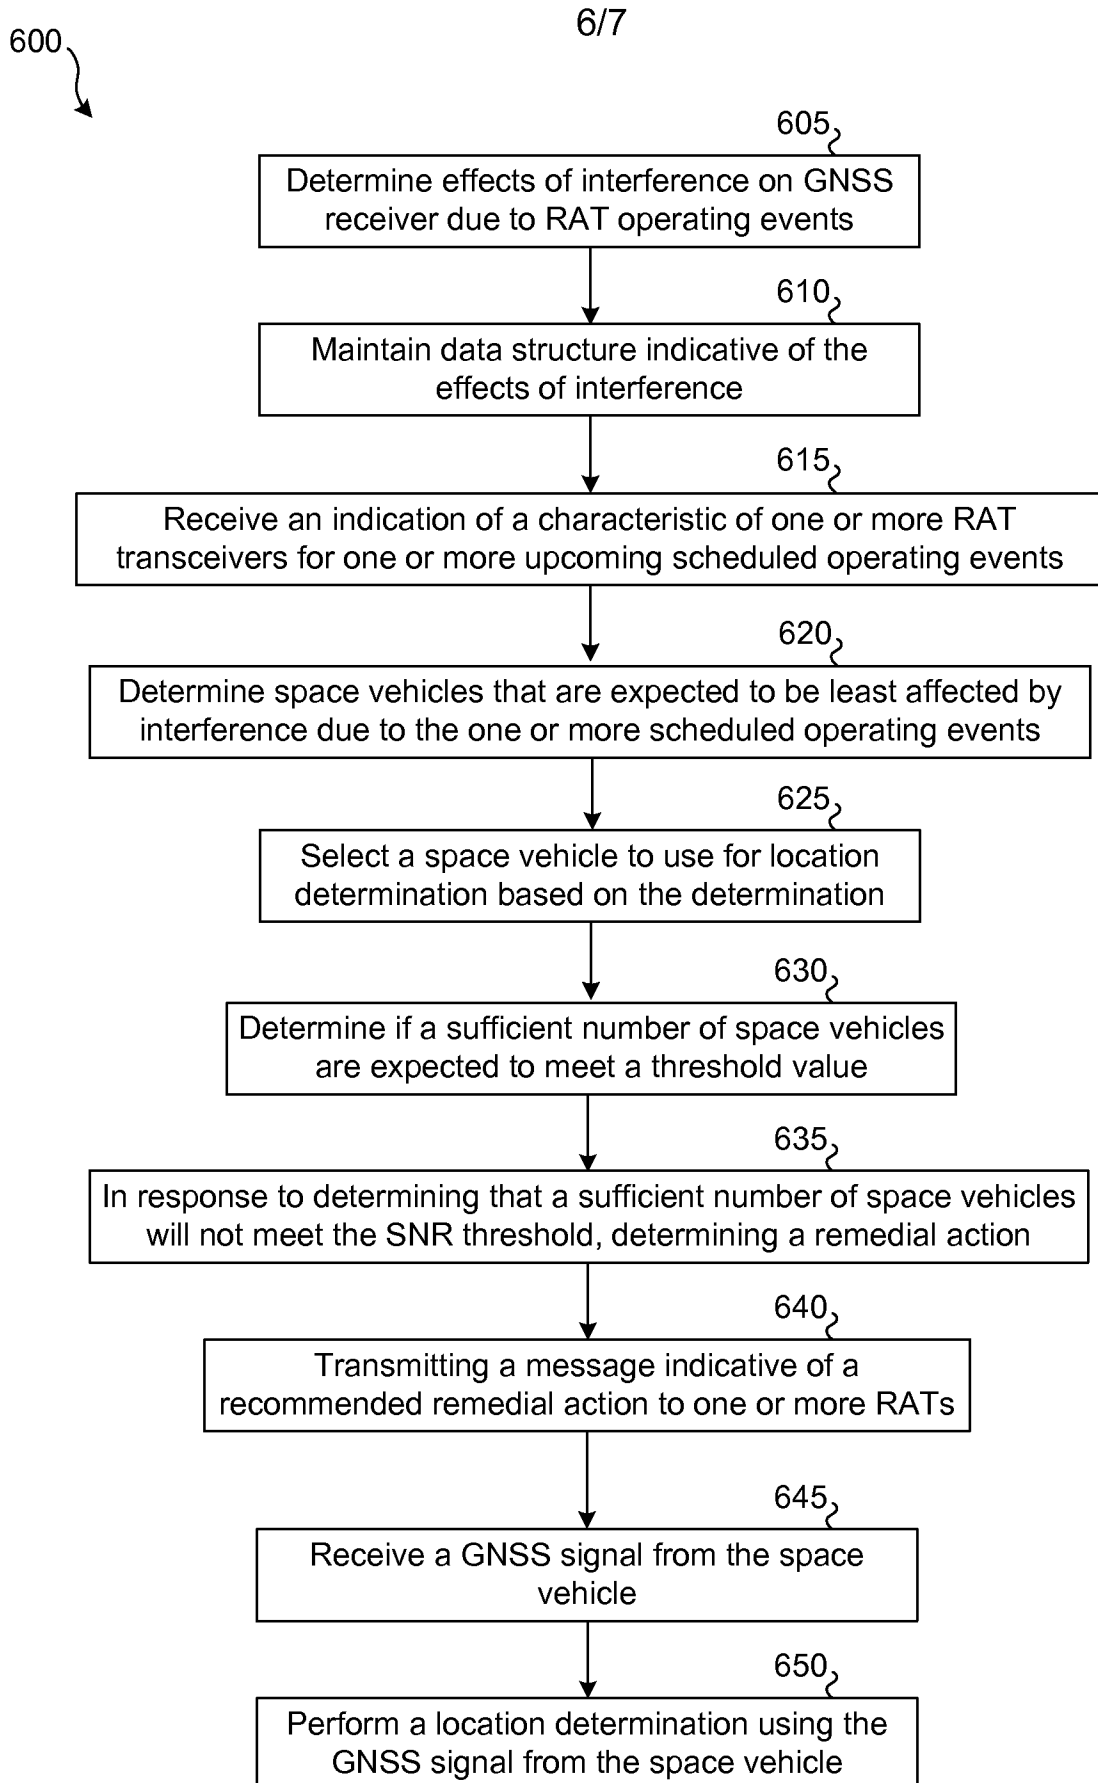 6/7
600
605
Determine effects of interference on GNSS
receiver due to RAT operating events
610
Maintain data structure indicative of the
effects of interference
615
Receive an indication of a characteristic of one or more RAT
transceivers for one or more upcoming scheduled operating events
620
Determine space vehicles that are expected to be least affected by
interference due to the one or more scheduled operating events
625
Select a space vehicle to use for location
determination based on the determination
630
Determine if a sufficient number of space vehicles
are expected to meet a threshold value
635
In response to determining that a sufficient number of space vehicles
will not meet the SNR threshold, determining a remedial action
640
Transmitting a message indicative of a
recommended remedial action to one or more RATs
645
Receive a GNSS signal from the space
vehicle
650
Perform a location determination using the
GNSS signal from the space vehicle